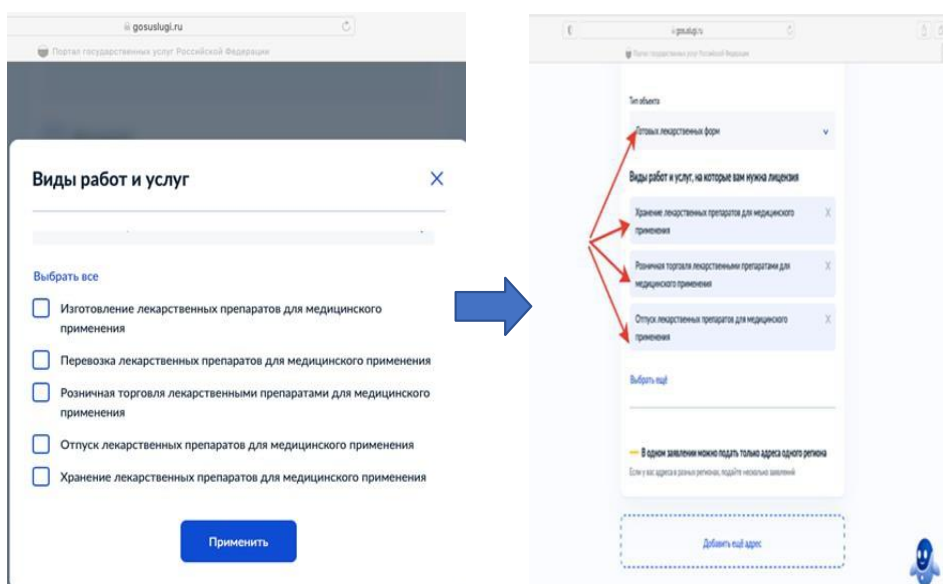 gosuslugi.ru
Портал государственных услуг Российской Федерации
Виды работ и услуг
Выбрать все
Изготовление лекарственных препаратов для медицинского
применения
Перевозка лекарственных препаратов для медицинского применения
Розничная торговля лекарственными препаратами для медицинского
применения
Отпуск лекарственных препаратов для медицинского применения
Хранение лекарственных препаратов для медицинского применения
Применить
gosuslugi.ru
Портал государственных услуг Российской Федерации
Тип объекта
Готовых лекарственных форм
Виды работ и услуг, на которые вам нужна лицензия
Хранение лекарственных препаратов для медицинского
применения
Розничная торговля лекарственными препаратами для
медицинского применения
Отпуск лекарственных препаратов для медицинского
применения
Выбрать ещё
В одном заявлении можно подать только адреса одного региона
Если у вас адреса в разных регионах, подайте несколько заявлений
Добавить ещё адрес